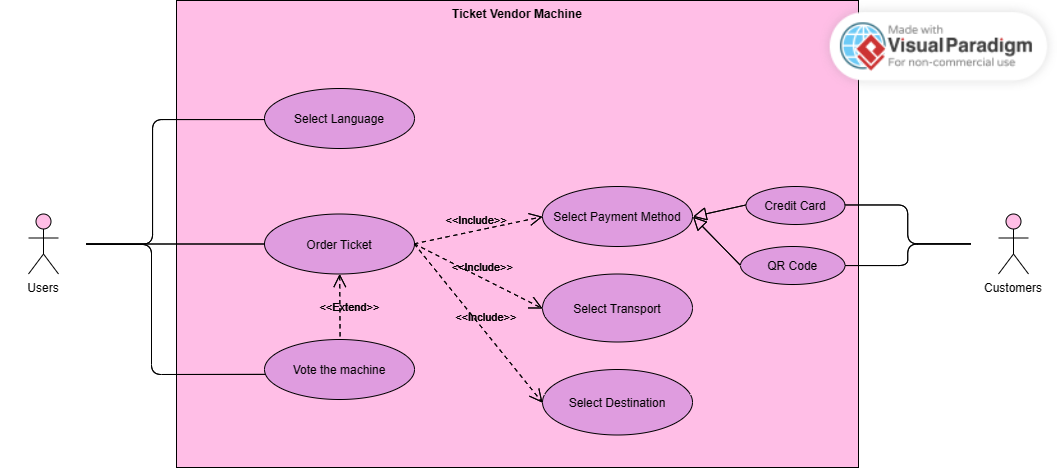 Ticket Vendor Machine
Made with
Visual Paradigm
For non-commercial use
Select Language
Select Payment Method
Credit Card
<<Include>>
Order Ticket
QR Code
<<Include>>
Users
Customers
<<Extend>>
Select Transport
<<Include>>
Vote the machine
Select Destination